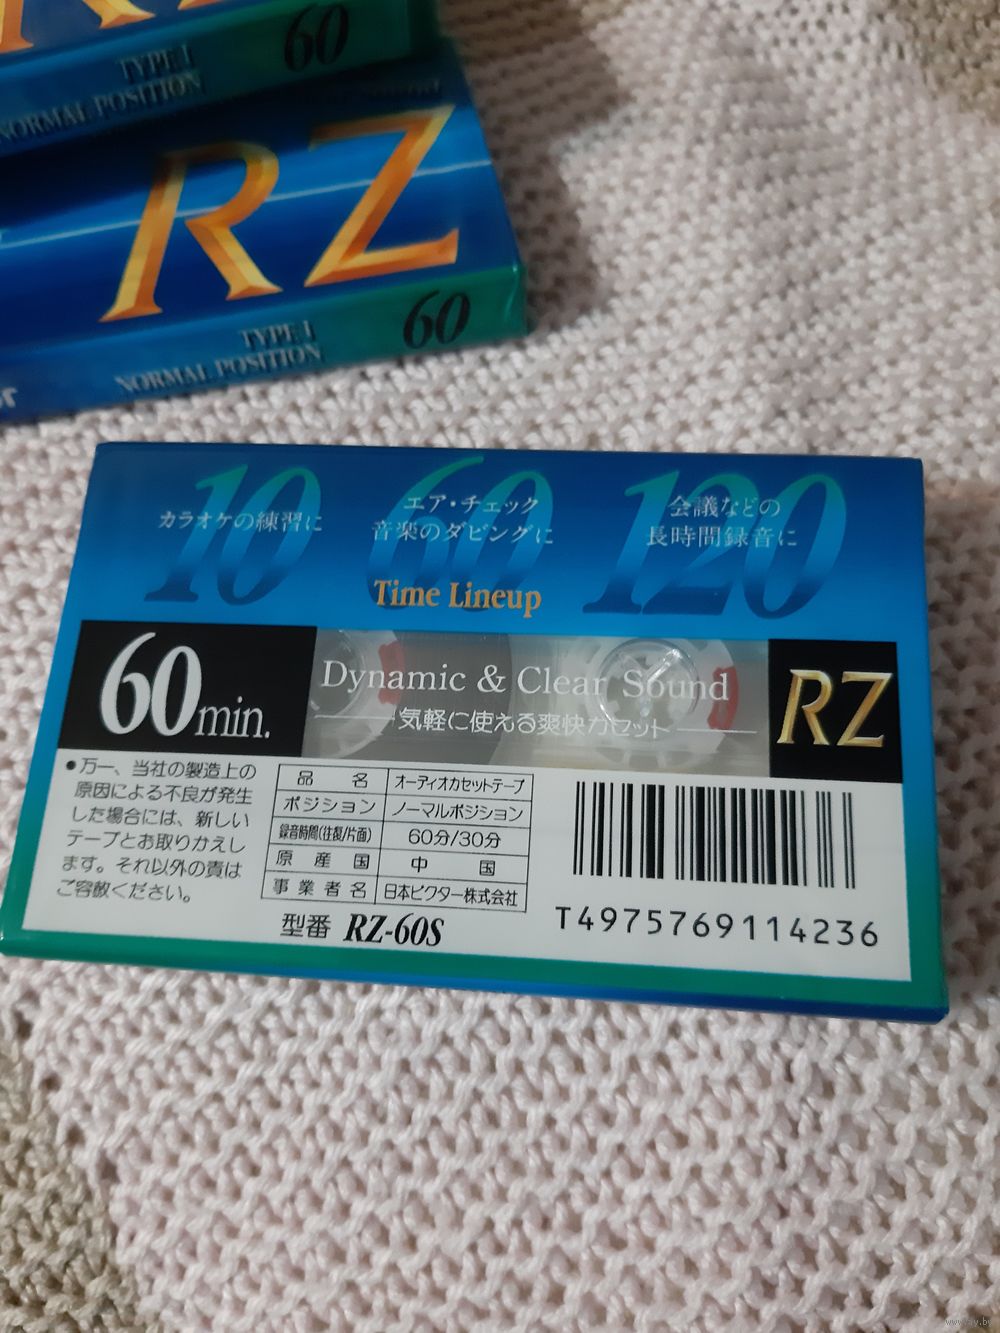 60
TYPE I
NORMAL POSITION
RZ
60
TYPE I
NORMAL POSITION
10 60 120
カラオケの練習に
エア・チェック
音楽のダビングに
会議などの
長時間録音に
Time Lineup
60min.
Dynamic & Clear Sound
気軽に使える爽快カセット
RZ
●万一、当社の製造上の
原因による不良が発生
した場合には、新しい
テープとお取りかえし
ます。それ以外の責は
ご容赦ください。
品名 オーディオカセットテープ
ポジション ノーマルポジション
録音時間(往復/片面) 60分/30分
原産国 中国
事業者名 日本ビクター株式会社
型番 RZ-60S
T4975769114236
www.ay.by